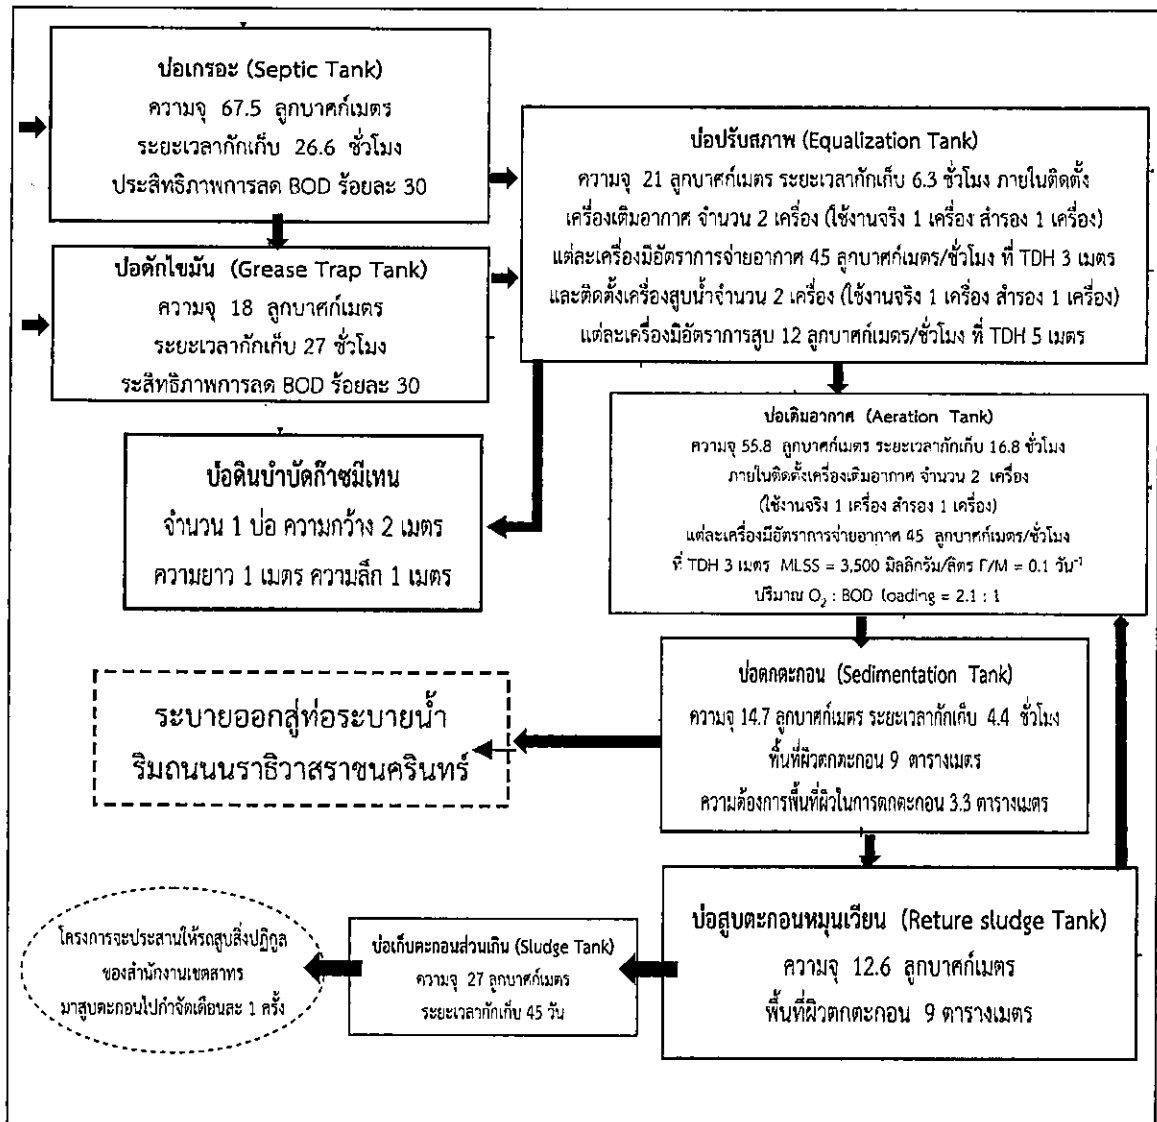 บ่อเกรอะ (Septic Tank)
ความจุ 67.5 ลูกบาศก์เมตร
ระยะเวลากักเก็บ 26.6 ชั่วโมง
ประสิทธิภาพการลด BOD ร้อยละ 30
บ่อดักไขมัน (Grease Trap Tank)
ความจุ 18 ลูกบาศก์เมตร
ระยะเวลากักเก็บ 27 ชั่วโมง
ระสิทธิภาพการลด BOD ร้อยละ 30
บ่อปรับสภาพ (Equalization Tank)
ความจุ 21 ลูกบาศก์เมตร ระยะเวลากักเก็บ 6.3 ชั่วโมง ภายในติดตั้ง
เครื่องเติมอากาศ จำนวน 2 เครื่อง (ใช้งานจริง 1 เครื่อง สำรอง 1 เครื่อง)
แต่ละเครื่องมีอัตราการจ่ายอากาศ 45 ลูกบาศก์เมตร/ชั่วโมง ที่ TDH 3 เมตร
และติดตั้งเครื่องสูบน้ำจำนวน 2 เครื่อง (ใช้งานจริง 1 เครื่อง สำรอง 1 เครื่อง)
แต่ละเครื่องมีอัตราการสูบ 12 ลูกบาศก์เมตร/ชั่วโมง ที่ TDH 5 เมตร
บ่อดินบำบัดก๊าซมีเทน
จำนวน 1 บ่อ ความกว้าง 2 เมตร
ความยาว 1 เมตร ความลึก 1 เมตร
บ่อเติมอากาศ (Aeration Tank)
ความจุ 55.8 ลูกบาศก์เมตร ระยะเวลากักเก็บ 16.8 ชั่วโมง
ภายในติดตั้งเครื่องเติมอากาศ จำนวน 2 เครื่อง
(ใช้งานจริง 1 เครื่อง สำรอง 1 เครื่อง)
แต่ละเครื่องมีอัตราการจ่ายอากาศ 45 ลูกบาศก์เมตร/ชั่วโมง
ที่ TDH 3 เมตร MLSS = 3,500 มิลลิกรัม/ลิตร F/M = 0.1 วัน⁻¹
ปริมาณ O₂ : BOD loading = 2.1 : 1
บ่อตกตะกอน (Sedimentation Tank)
ความจุ 14.7 ลูกบาศก์เมตร ระยะเวลากักเก็บ 4.4 ชั่วโมง
พื้นที่ผิวตกตะกอน 9 ตารางเมตร
ความต้องการพื้นที่ผิวในการตกตะกอน 3.3 ตารางเมตร
ระบายออกสู่ท่อระบายน้ำ
ริมถนนนราธิวาสราชนครินทร์
บ่อสูบตะกอนหมุนเวียน (Reture sludge Tank)
ความจุ 12.6 ลูกบาศก์เมตร
พื้นที่ผิวตกตะกอน 9 ตารางเมตร
บ่อเก็บตะกอนส่วนเกิน (Sludge Tank)
ความจุ 27 ลูกบาศก์เมตร
ระยะเวลากักเก็บ 45 วัน
โครงการจะประสานให้รถสูบสิ่งปฏิกูล
ของสำนักงานเขตสาทร
มาสูบตะกอนไปกำจัดเดือนละ 1 ครั้ง